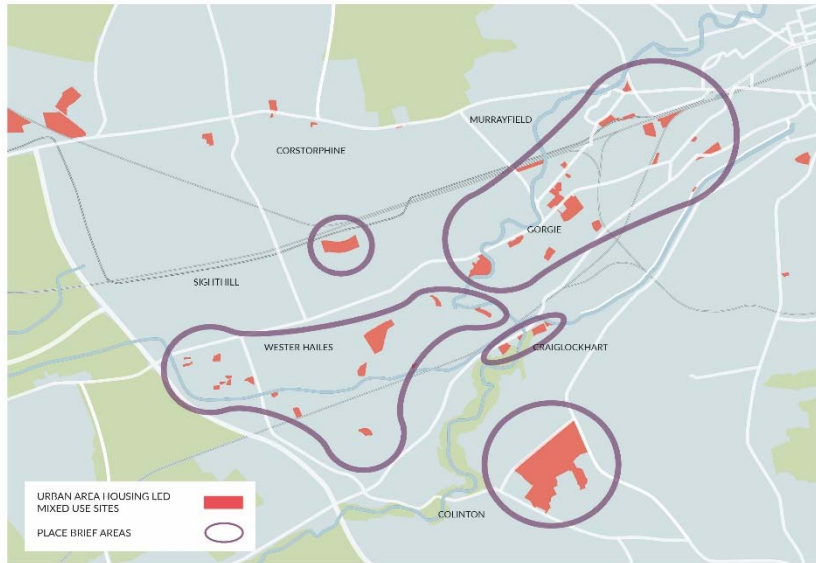 MURRAYFIELD
CORSTORPHINE
GORGIE
SIGHTHILL
WESTER HAILES
CRAIGLOCKHART
URBAN AREA HOUSING LED
MIXED USE SITES
PLACE BRIEF AREAS
COLINTON